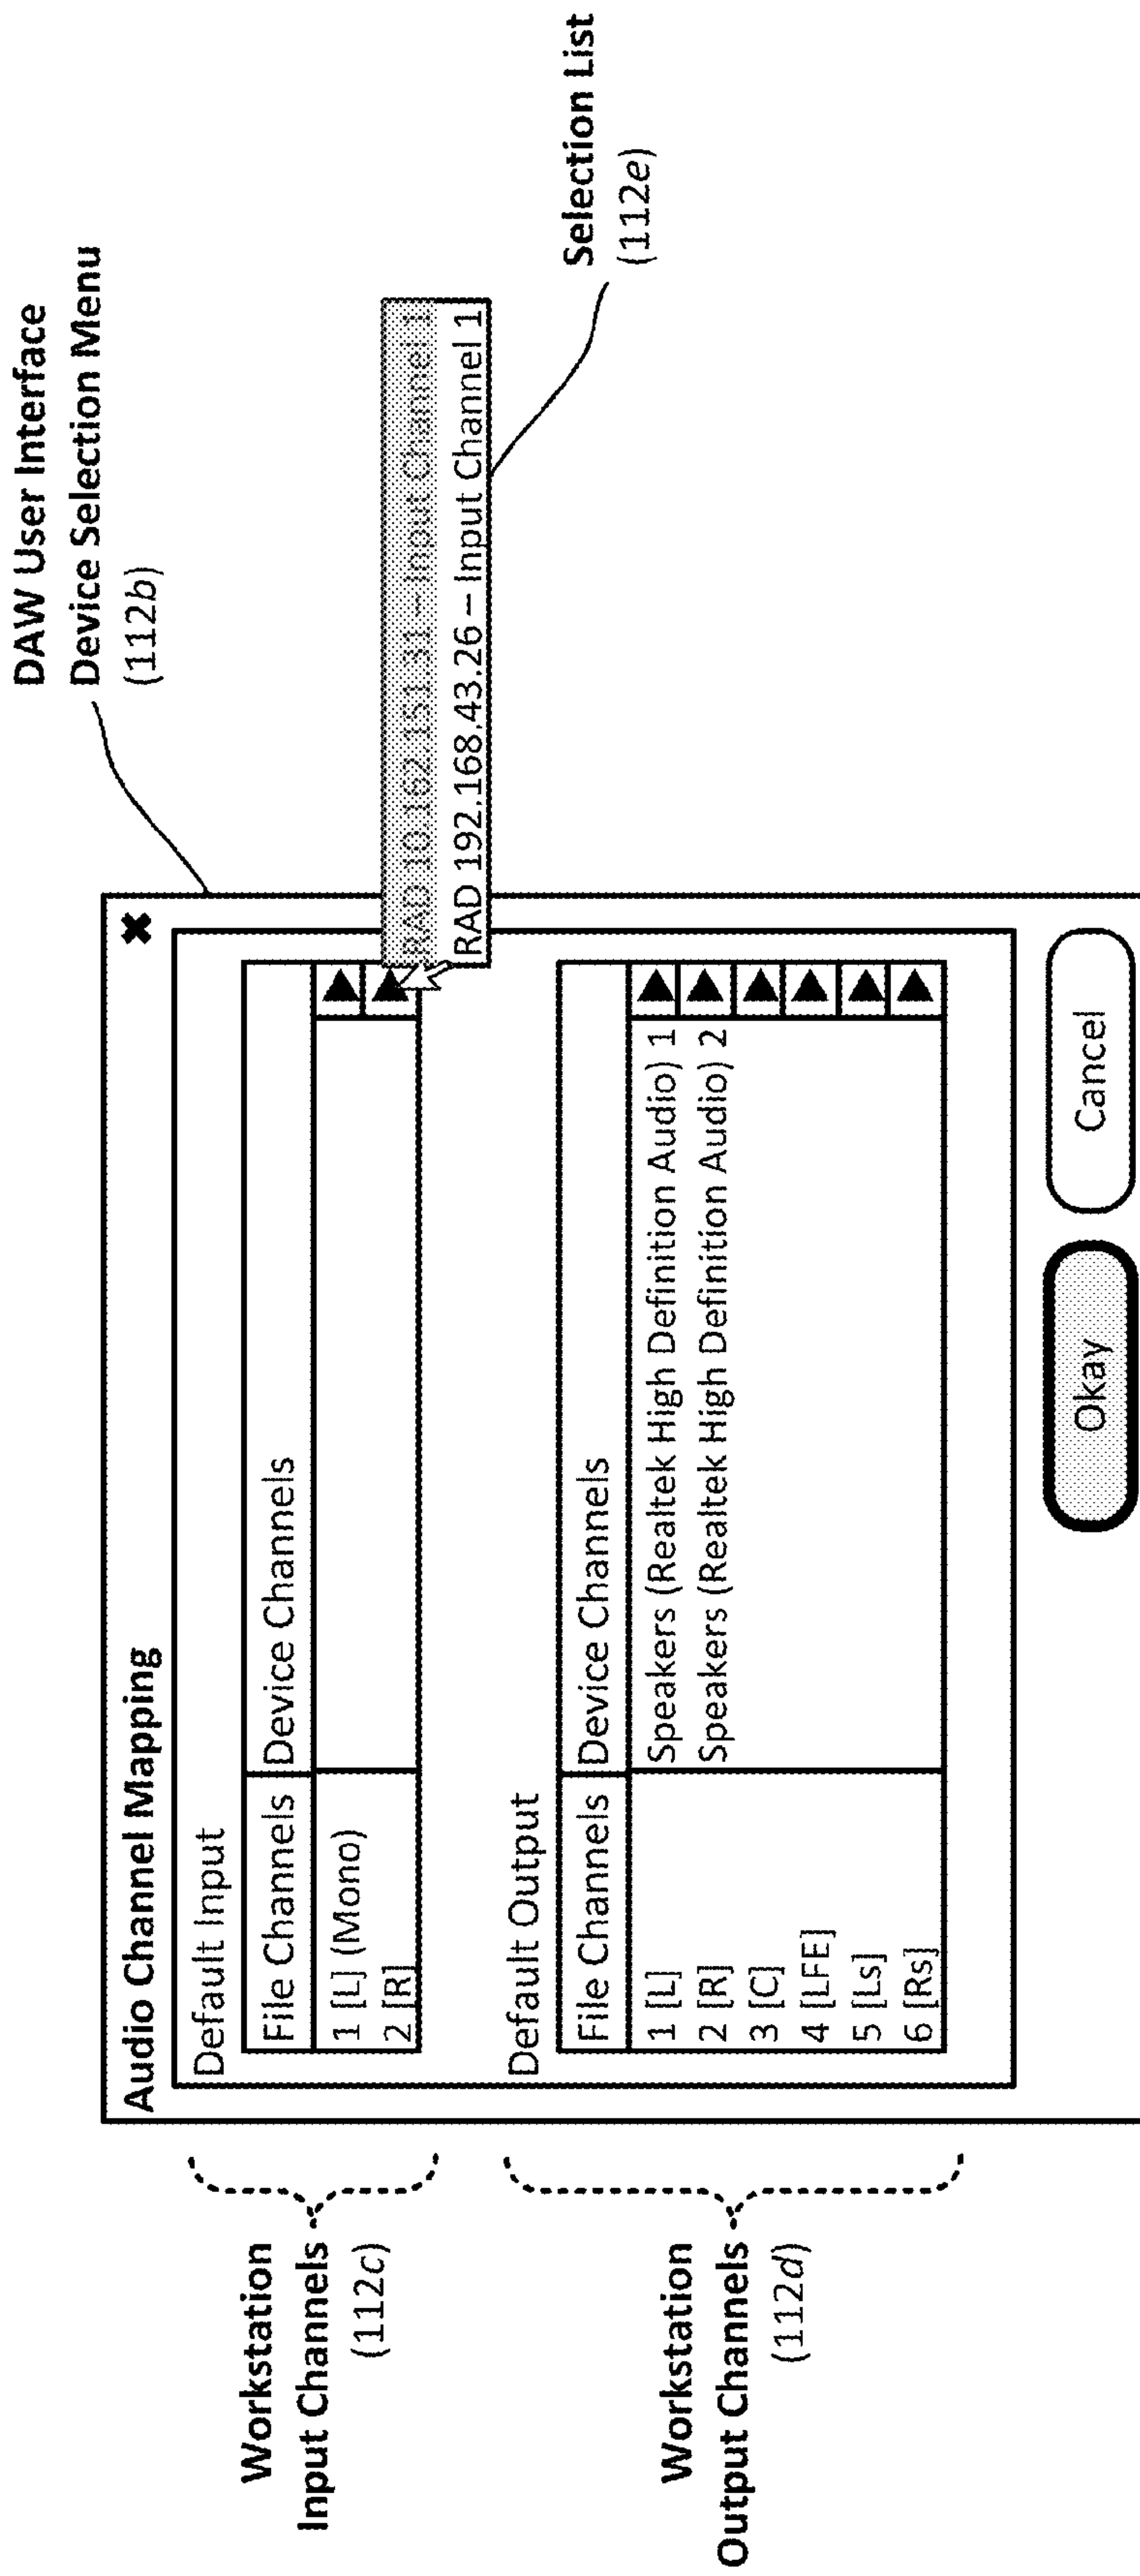 DAW User Interface
Device Selection Menu
(112b)
Audio Channel Mapping
Default Input
File Channels
Device Channels
1 [L] (Mono)
2 [R]
RAD 10.162.151.31 – Input Channel 1
RAD 192.168.43.26 – Input Channel 1
Selection List
(112e)
Default Output
File Channels
Device Channels
1 [L]
Speakers (Realtek High Definition Audio) 1
2 [R]
Speakers (Realtek High Definition Audio) 2
3 [C]
4 [LFE]
5 [Ls]
6 [Rs]
Okay
Cancel
Workstation
Input Channels
(112c)
Workstation
Output Channels
(112d)